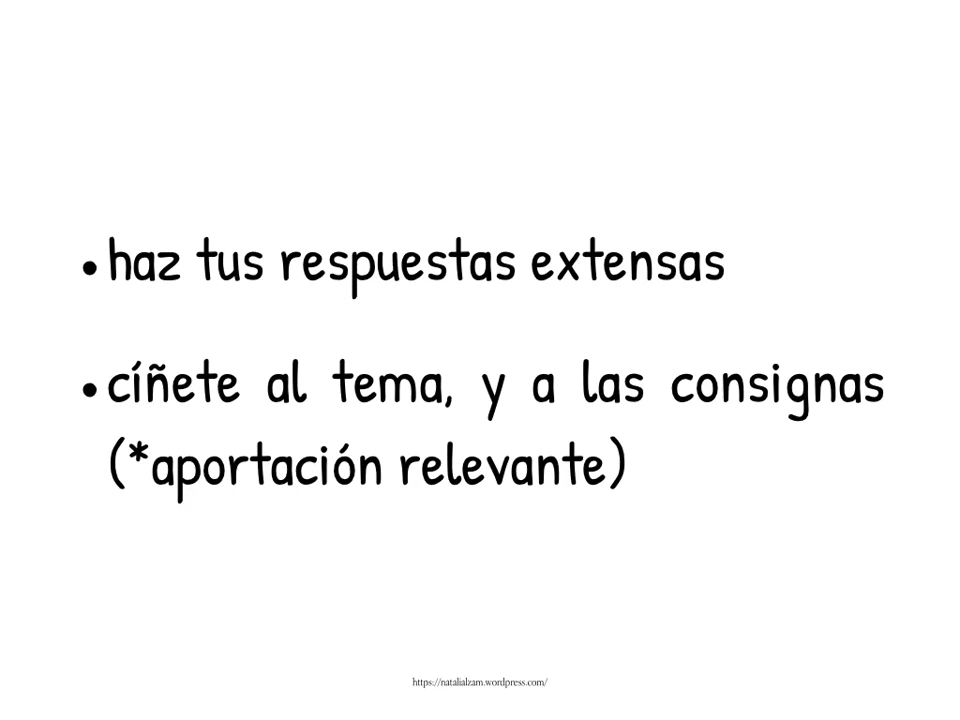 • haz tus respuestas extensas
• cíñete al tema, y a las consignas
(*aportación relevante)
https://natalialzam.wordpress.com/